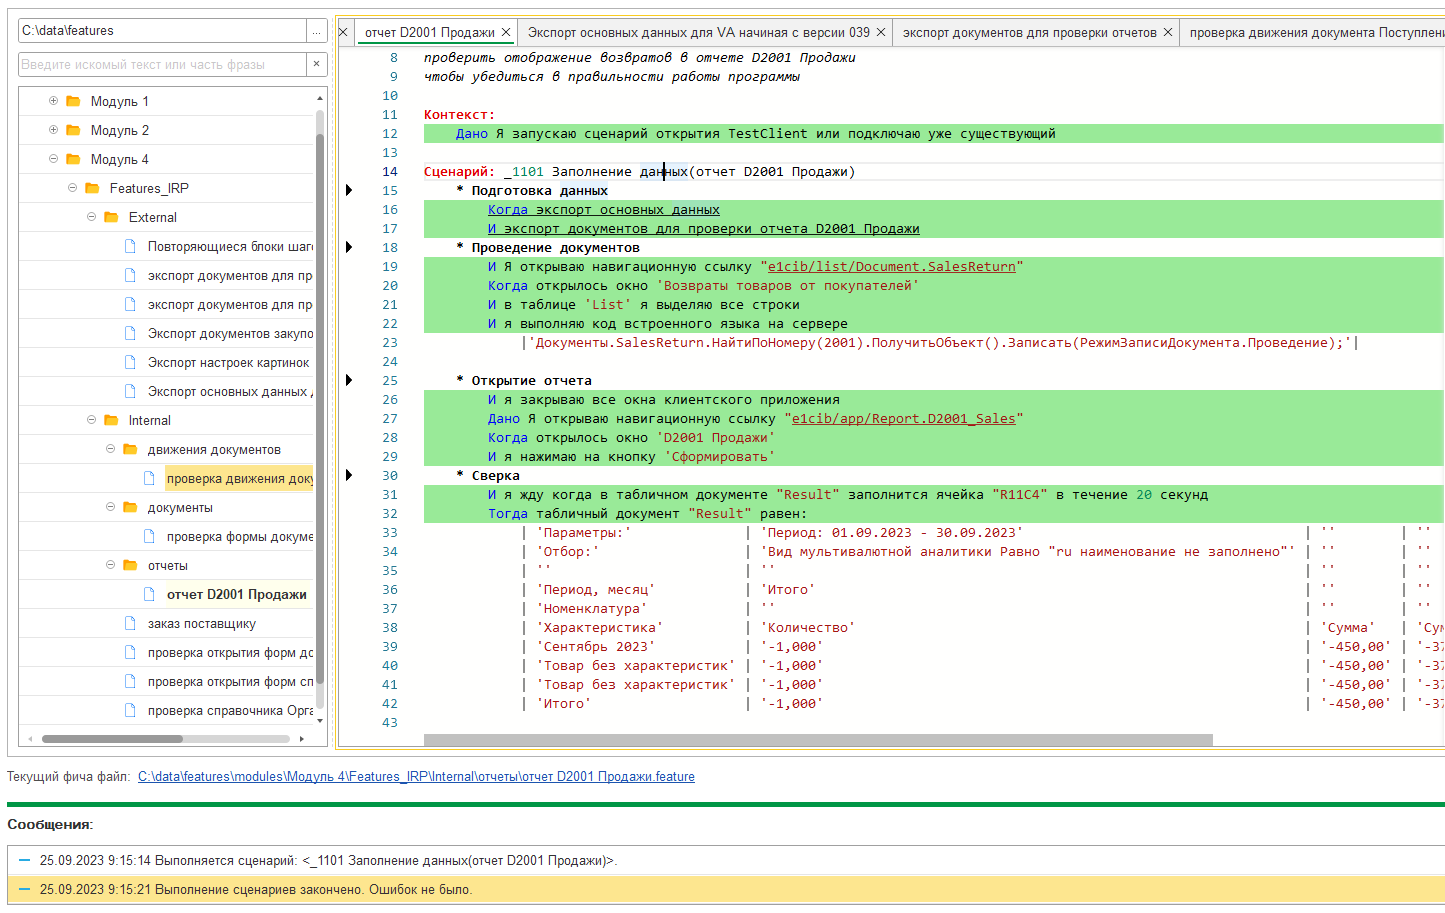 C:\data\features
...
Введите искомый текст или часть фразы
×
Модуль 1
Модуль 2
Модуль 4
Features_IRP
External
Повторяющиеся блоки шаг
экспорт документов для пр
экспорт документов для пр
Экспорт документов закупо
Экспорт настроек картинок
Экспорт основных данных
Internal
движения документов
проверка движения доку
документы
проверка формы докуме
отчеты
отчет D2001 Продажи
заказ поставщику
проверка открытия форм до
проверка открытия форм сп
проверка справочника Орга
отчет D2001 Продажи × Экспорт основных данных для VA начиная с версии 039 × экспорт документов для проверки отчетов × проверка движения документа Поступлени
8 проверить отображение возвратов в отчете D2001 Продажи
9 чтобы убедиться в правильности работы программы
10
11 Контекст:
12 Дано Я запускаю сценарий открытия TestClient или подключаю уже существующий
13
14 Сценарий: _1101 Заполнение данных(отчет D2001 Продажи)
15 * Подготовка данных
16 Когда экспорт основных данных
17 И экспорт документов для проверки отчета D2001 Продажи
18 * Проведение документов
19 И Я открываю навигационную ссылку "e1cib/list/Document.SalesReturn"
20 Когда открылось окно 'Возвраты товаров от покупателей'
21 И в таблице 'List' я выделяю все строки
22 И я выполняю код встроенного языка на сервере
23 |'Документы.SalesReturn.НайтиПоНомеру(2001).ПолучитьОбъект().Записать(РежимЗаписиДокумента.Проведение);'|
24
25 * Открытие отчета
26 И я закрываю все окна клиентского приложения
27 Дано Я открываю навигационную ссылку "e1cib/app/Report.D2001_Sales"
28 Когда открылось окно 'D2001 Продажи'
29 И я нажимаю на кнопку 'Сформировать'
30 * Сверка
31 И я жду когда в табличном документе "Result" заполнится ячейка "R11C4" в течение 20 секунд
32 Тогда табличный документ "Result" равен:
33 | 'Параметры:' | 'Период: 01.09.2023 - 30.09.2023' | '' | ''
34 | 'Отбор:' | 'Вид мультивалютной аналитики Равно "ru наименование не заполнено"' | '' | ''
35 | '' | '' | '' | ''
36 | 'Период, месяц' | 'Итого' | '' | ''
37 | 'Номенклатура' | '' | '' | ''
38 | 'Характеристика' | 'Количество' | 'Сумма' | 'Сум
39 | 'Сентябрь 2023' | '-1,000' | '-450,00' | '-37
40 | 'Товар без характеристик' | '-1,000' | '-450,00' | '-37
41 | 'Товар без характеристик' | '-1,000' | '-450,00' | '-37
42 | 'Итого' | '-1,000' | '-450,00' | '-37
43
Текущий фича файл: C:\data\features\modules\Модуль 4\Features_IRP\Internal\отчеты\отчет D2001 Продажи.feature
Сообщения:
25.09.2023 9:15:14 Выполняется сценарий: <_1101 Заполнение данных(отчет D2001 Продажи)>.
25.09.2023 9:15:21 Выполнение сценариев закончено. Ошибок не было.